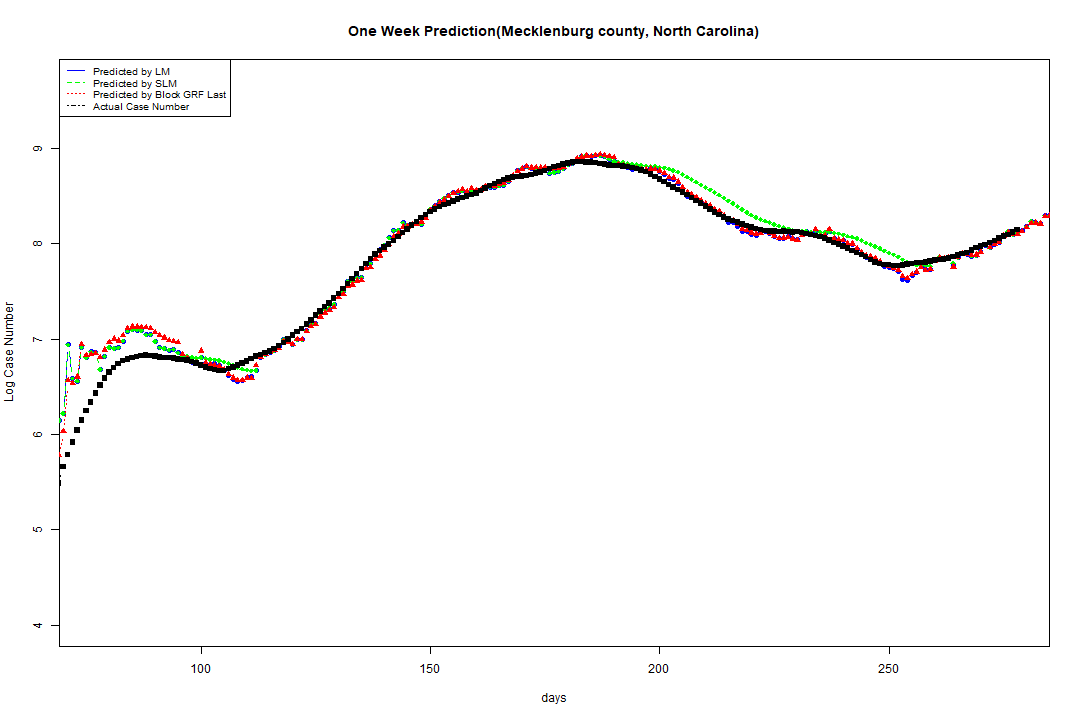 One Week Prediction(Mecklenburg county, North Carolina)
Predicted by LM
Predicted by SLM
Predicted by Block GRF Last
Actual Case Number
9
8
7
6
5
4
Log Case Number
100 150 200 250
days